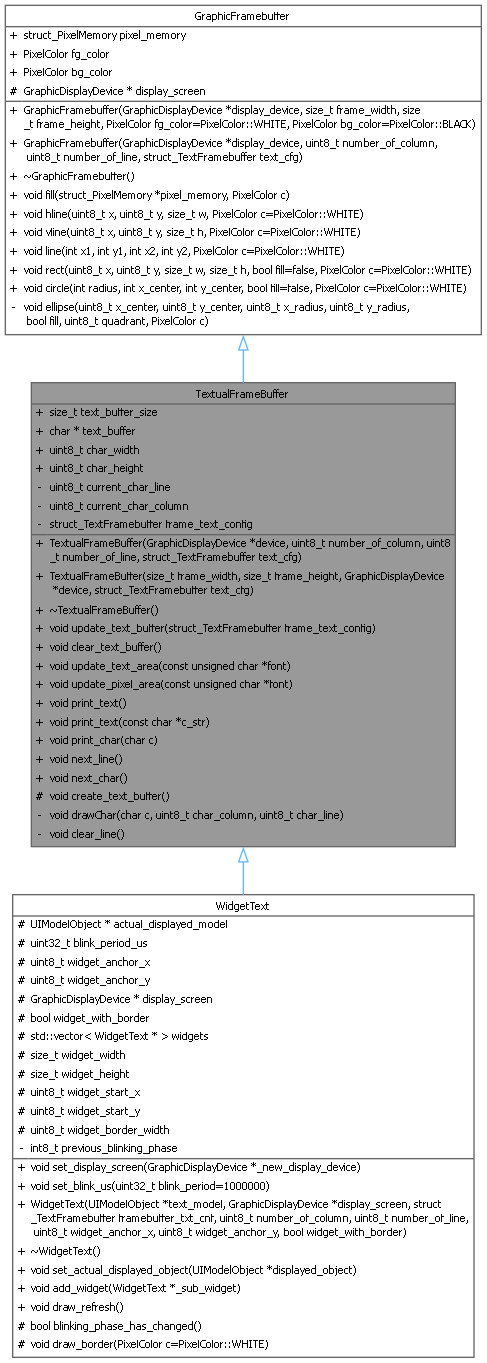 GraphicFramebuffer
+ struct_PixelMemory pixel_memory
+ PixelColor fg_color
+ PixelColor bg_color
# GraphicDisplayDevice * display_screen
+ GraphicFramebuffer(GraphicDisplayDevice *display_device, size_t frame_width, size
_t frame_height, PixelColor fg_color=PixelColor::WHITE, PixelColor bg_color=PixelColor::BLACK)
+ GraphicFramebuffer(GraphicDisplayDevice *display_device, uint8_t number_of_column,
uint8_t number_of_line, struct_TextFramebuffer text_cfg)
+ ~GraphicFramebuffer()
+ void fill(struct_PixelMemory *pixel_memory, PixelColor c)
+ void hline(uint8_t x, uint8_t y, size_t w, PixelColor c=PixelColor::WHITE)
+ void vline(uint8_t x, uint8_t y, size_t h, PixelColor c=PixelColor::WHITE)
+ void line(int x1, int y1, int x2, int y2, PixelColor c=PixelColor::WHITE)
+ void rect(uint8_t x, uint8_t y, size_t w, size_t h, bool fill=false, PixelColor c=PixelColor::WHITE)
+ void circle(int radius, int x_center, int y_center, bool fill=false, PixelColor c=PixelColor::WHITE)
- void ellipse(uint8_t x_center, uint8_t y_center, uint8_t x_radius, uint8_t y_radius,
bool fill, uint8_t quadrant, PixelColor c)
TextualFrameBuffer
+ size_t text_buffer_size
+ char * text_buffer
+ uint8_t char_width
+ uint8_t char_height
- uint8_t current_char_line
- uint8_t current_char_column
- struct_TextFramebuffer frame_text_config
+ TextualFrameBuffer(GraphicDisplayDevice *device, uint8_t number_of_column, uint8
_t number_of_line, struct_TextFramebuffer text_cfg)
+ TextualFrameBuffer(size_t frame_width, size_t frame_height, GraphicDisplayDevice
*device, struct_TextFramebuffer text_cfg)
+ ~TextualFrameBuffer()
+ void update_text_buffer(struct_TextFramebuffer frame_text_config)
+ void clear_text_buffer()
+ void update_text_area(const unsigned char *font)
+ void update_pixel_area(const unsigned char *font)
+ void print_text()
+ void print_text(const char *c_str)
+ void print_char(char c)
+ void next_line()
+ void next_char()
# void create_text_buffer()
- void drawChar(char c, uint8_t char_column, uint8_t char_line)
- void clear_line()
WidgetText
# UIModelObject * actual_displayed_model
# uint32_t blink_period_us
# uint8_t widget_anchor_x
# uint8_t widget_anchor_y
# GraphicDisplayDevice * display_screen
# bool widget_with_border
# std::vector< WidgetText * > widgets
# size_t widget_width
# size_t widget_height
# uint8_t widget_start_x
# uint8_t widget_start_y
# uint8_t widget_border_width
- int8_t previous_blinking_phase
+ void set_display_screen(GraphicDisplayDevice *_new_display_device)
+ void set_blink_us(uint32_t blink_period=1000000)
+ WidgetText(UIModelObject *text_model, GraphicDisplayDevice *display_screen, struct
_TextFramebuffer framebuffer_txt_cnf, uint8_t number_of_column, uint8_t number_of_line,
uint8_t widget_anchor_x, uint8_t widget_anchor_y, bool widget_with_border)
+ ~WidgetText()
+ void set_actual_displayed_object(UIModelObject *displayed_object)
+ void add_widget(WidgetText *_sub_widget)
+ void draw_refresh()
# bool blinking_phase_has_changed()
# void draw_border(PixelColor c=PixelColor::WHITE)